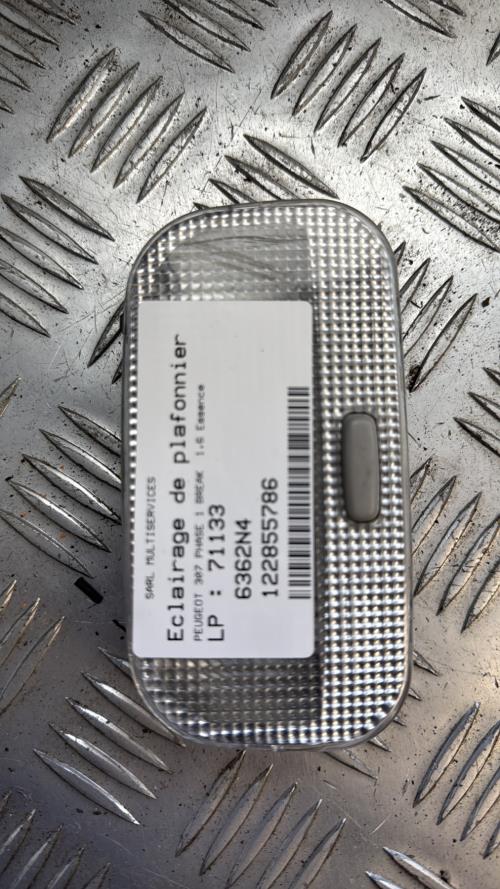 SARL MULTISERVICES
Eclairage de plafonnier
PEUGEOT 307 PHASE 1 BREAK 1.6 Essence
LP : 71133
6362N4
122855786